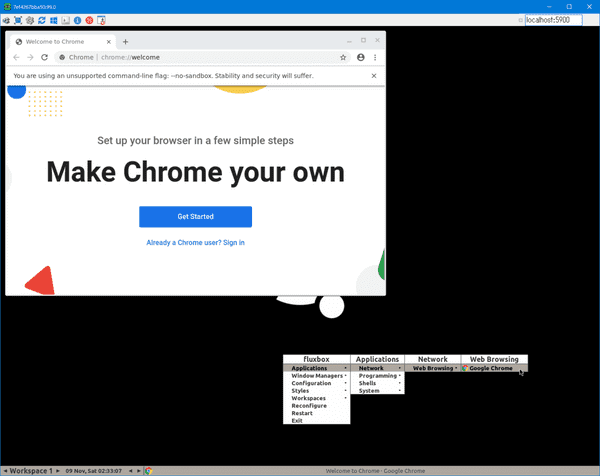 localhost:5900
Welcome to Chrome
Chrome | chrome://welcome
You are using an unsupported command-line flag: --no-sandbox. Stability and security will suffer.
Set up your browser in a few simple steps
Make Chrome your own
Get Started
Already a Chrome user? Sign in
fluxbox Applications Network Web Browsing
Applications Network Web Browsing Google Chrome
Window Managers Programming
Configuration Shells
Styles System
Workspaces
Reconfigure
Restart
Exit
Workspace 1 09 Nov, Sat 02:33:07 Welcome to Chrome - Google Chrome